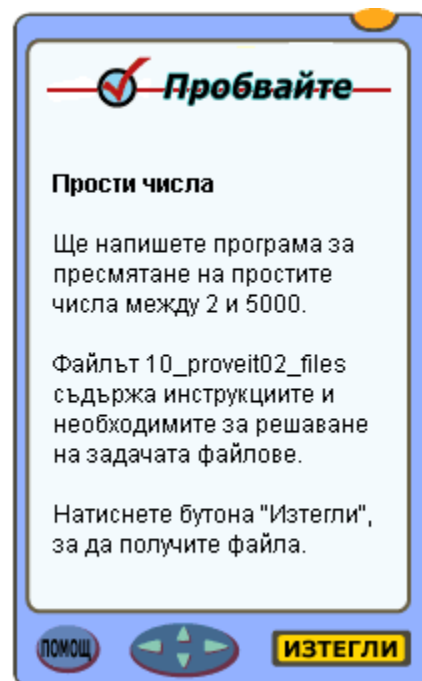 Пробвайте
Прости числа
Ще напишете програма за
пресмятане на простите
числа между 2 и 5000.
Файлът 10_proveit02_files
съдържа инструкциите и
необходимите за решаване
на задачата файлове.
Натиснете бутона "Изтегли",
за да получите файла.
ПОМОЩ
ИЗТЕГЛИ